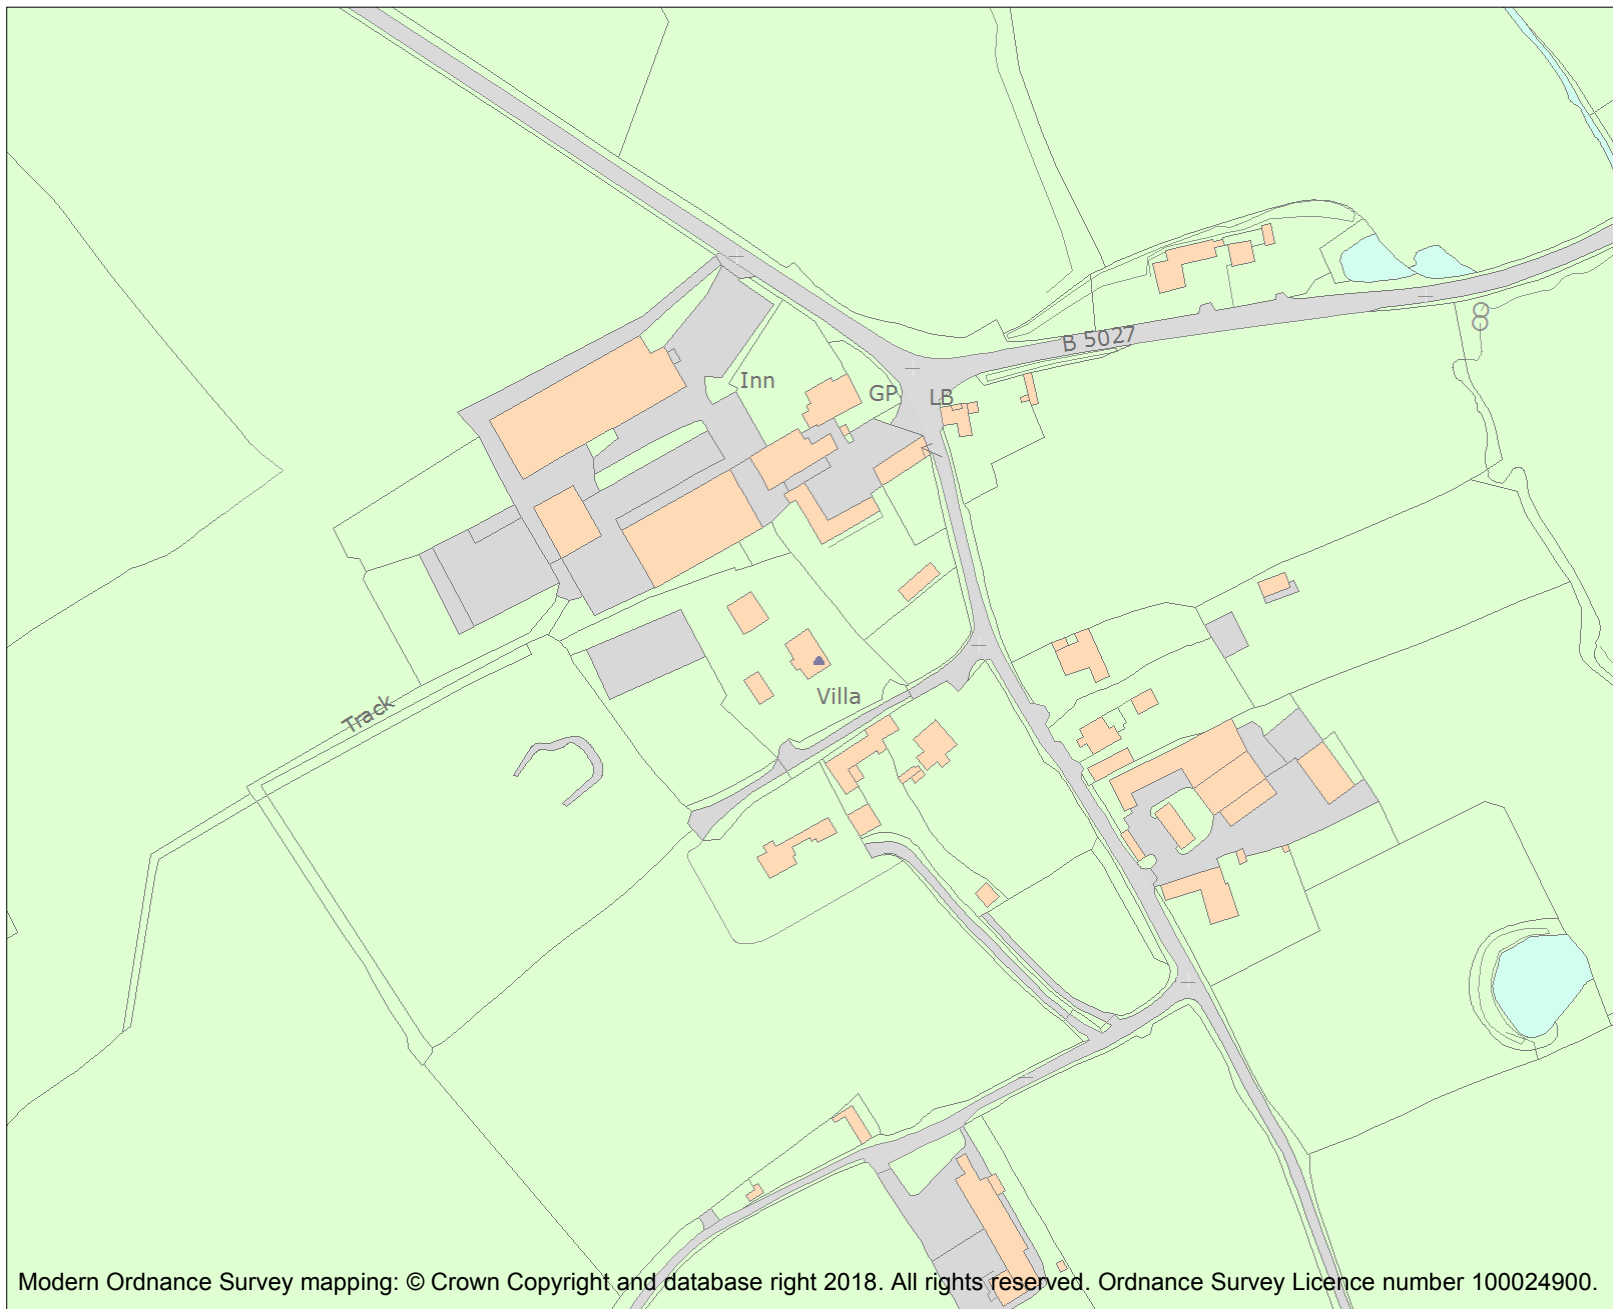 B 5027
Inn
GP
LB
Villa
Track
Modern Ordnance Survey mapping: © Crown Copyright and database right 2018. All rights reserved. Ordnance Survey Licence number 100024900.